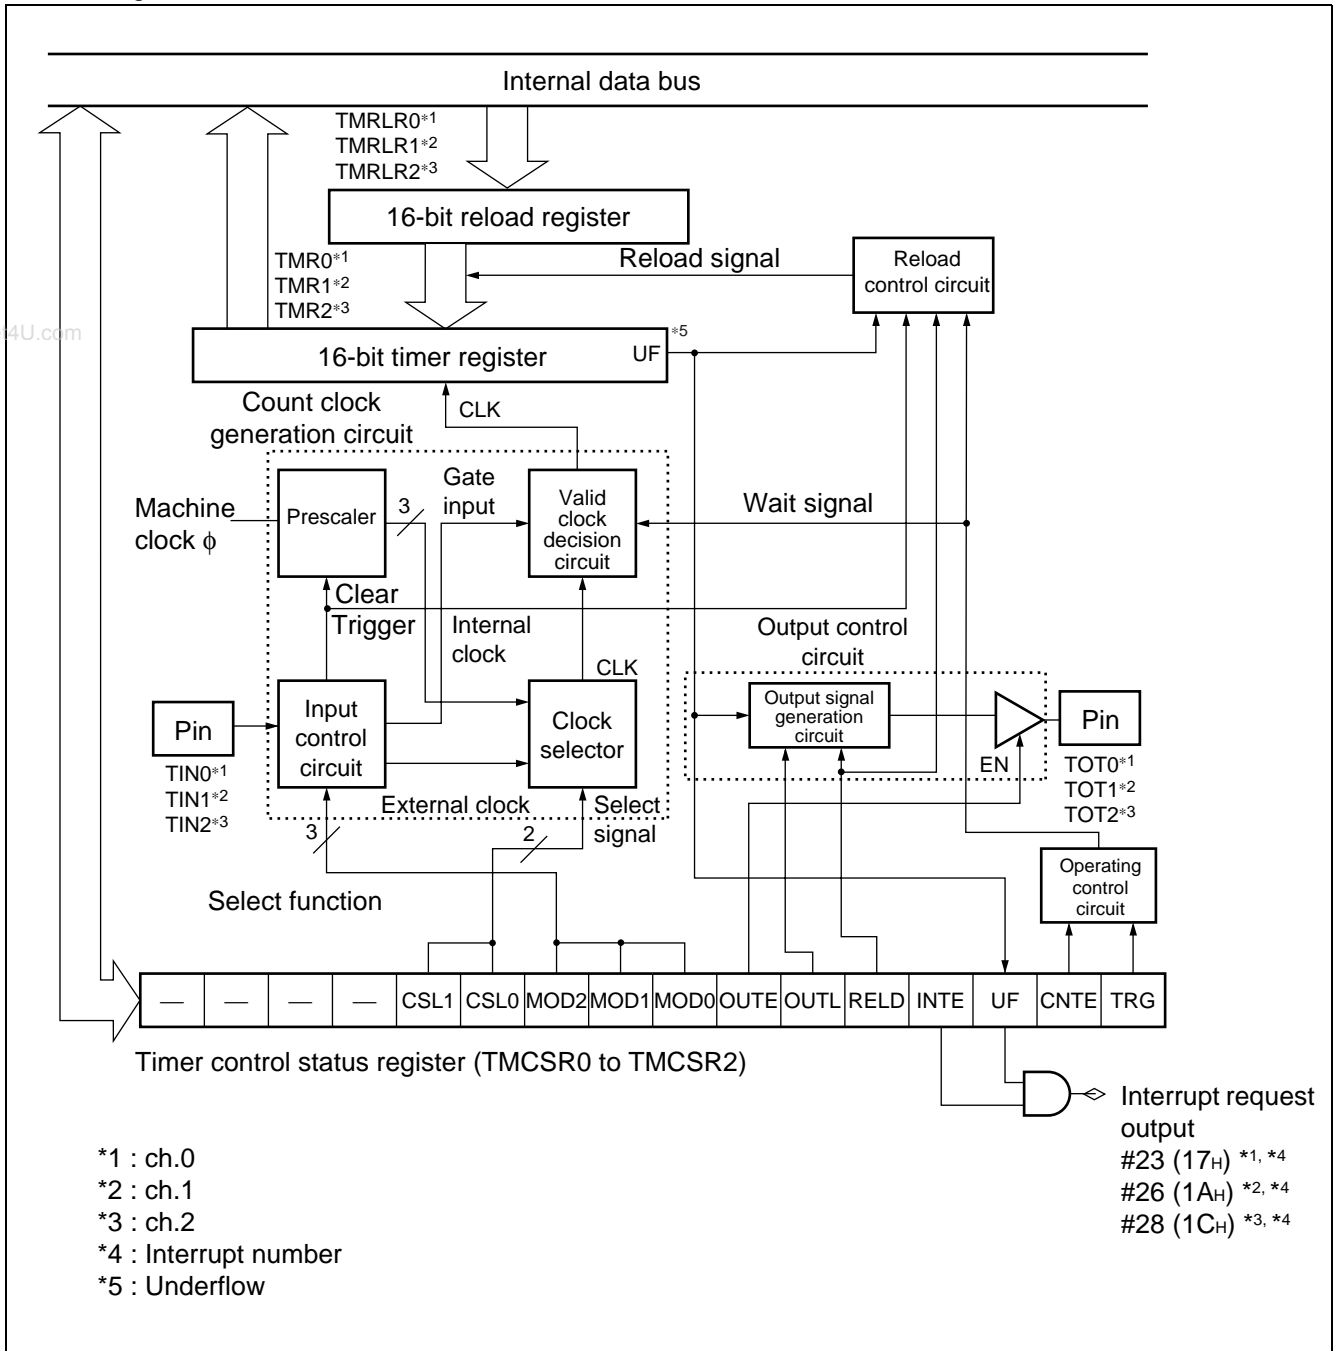 Internal data bus
TMRLR0*1
TMRLR1*2
TMRLR2*3
16-bit reload register
TMR0*1
TMR1*2
TMR2*3
Reload signal
Reload
control circuit
t4U.com
16-bit timer register
UF
*5
Count clock
generation circuit
CLK
Machine
clock ϕ
Prescaler
3
Gate
input
Valid
clock
decision
circuit
Wait signal
Clear
Trigger
Internal
clock
CLK
Output control
circuit
Pin
TIN0*1
TIN1*2
TIN2*3
Input
control
circuit
Clock
selector
Output signal
generation
circuit
EN
Pin
TOT0*1
TOT1*2
TOT2*3
External clock
Select
signal
3
2
Select function
Operating
control
circuit
— — — — CSL1 CSL0 MOD2 MOD1 MOD0 OUTE OUTL RELD INTE UF CNTE TRG
Timer control status register (TMCSR0 to TMCSR2)
Interrupt request
output
#23 (17H) *1, *4
#26 (1AH) *2, *4
#28 (1CH) *3, *4
*1 : ch.0
*2 : ch.1
*3 : ch.2
*4 : Interrupt number
*5 : Underflow